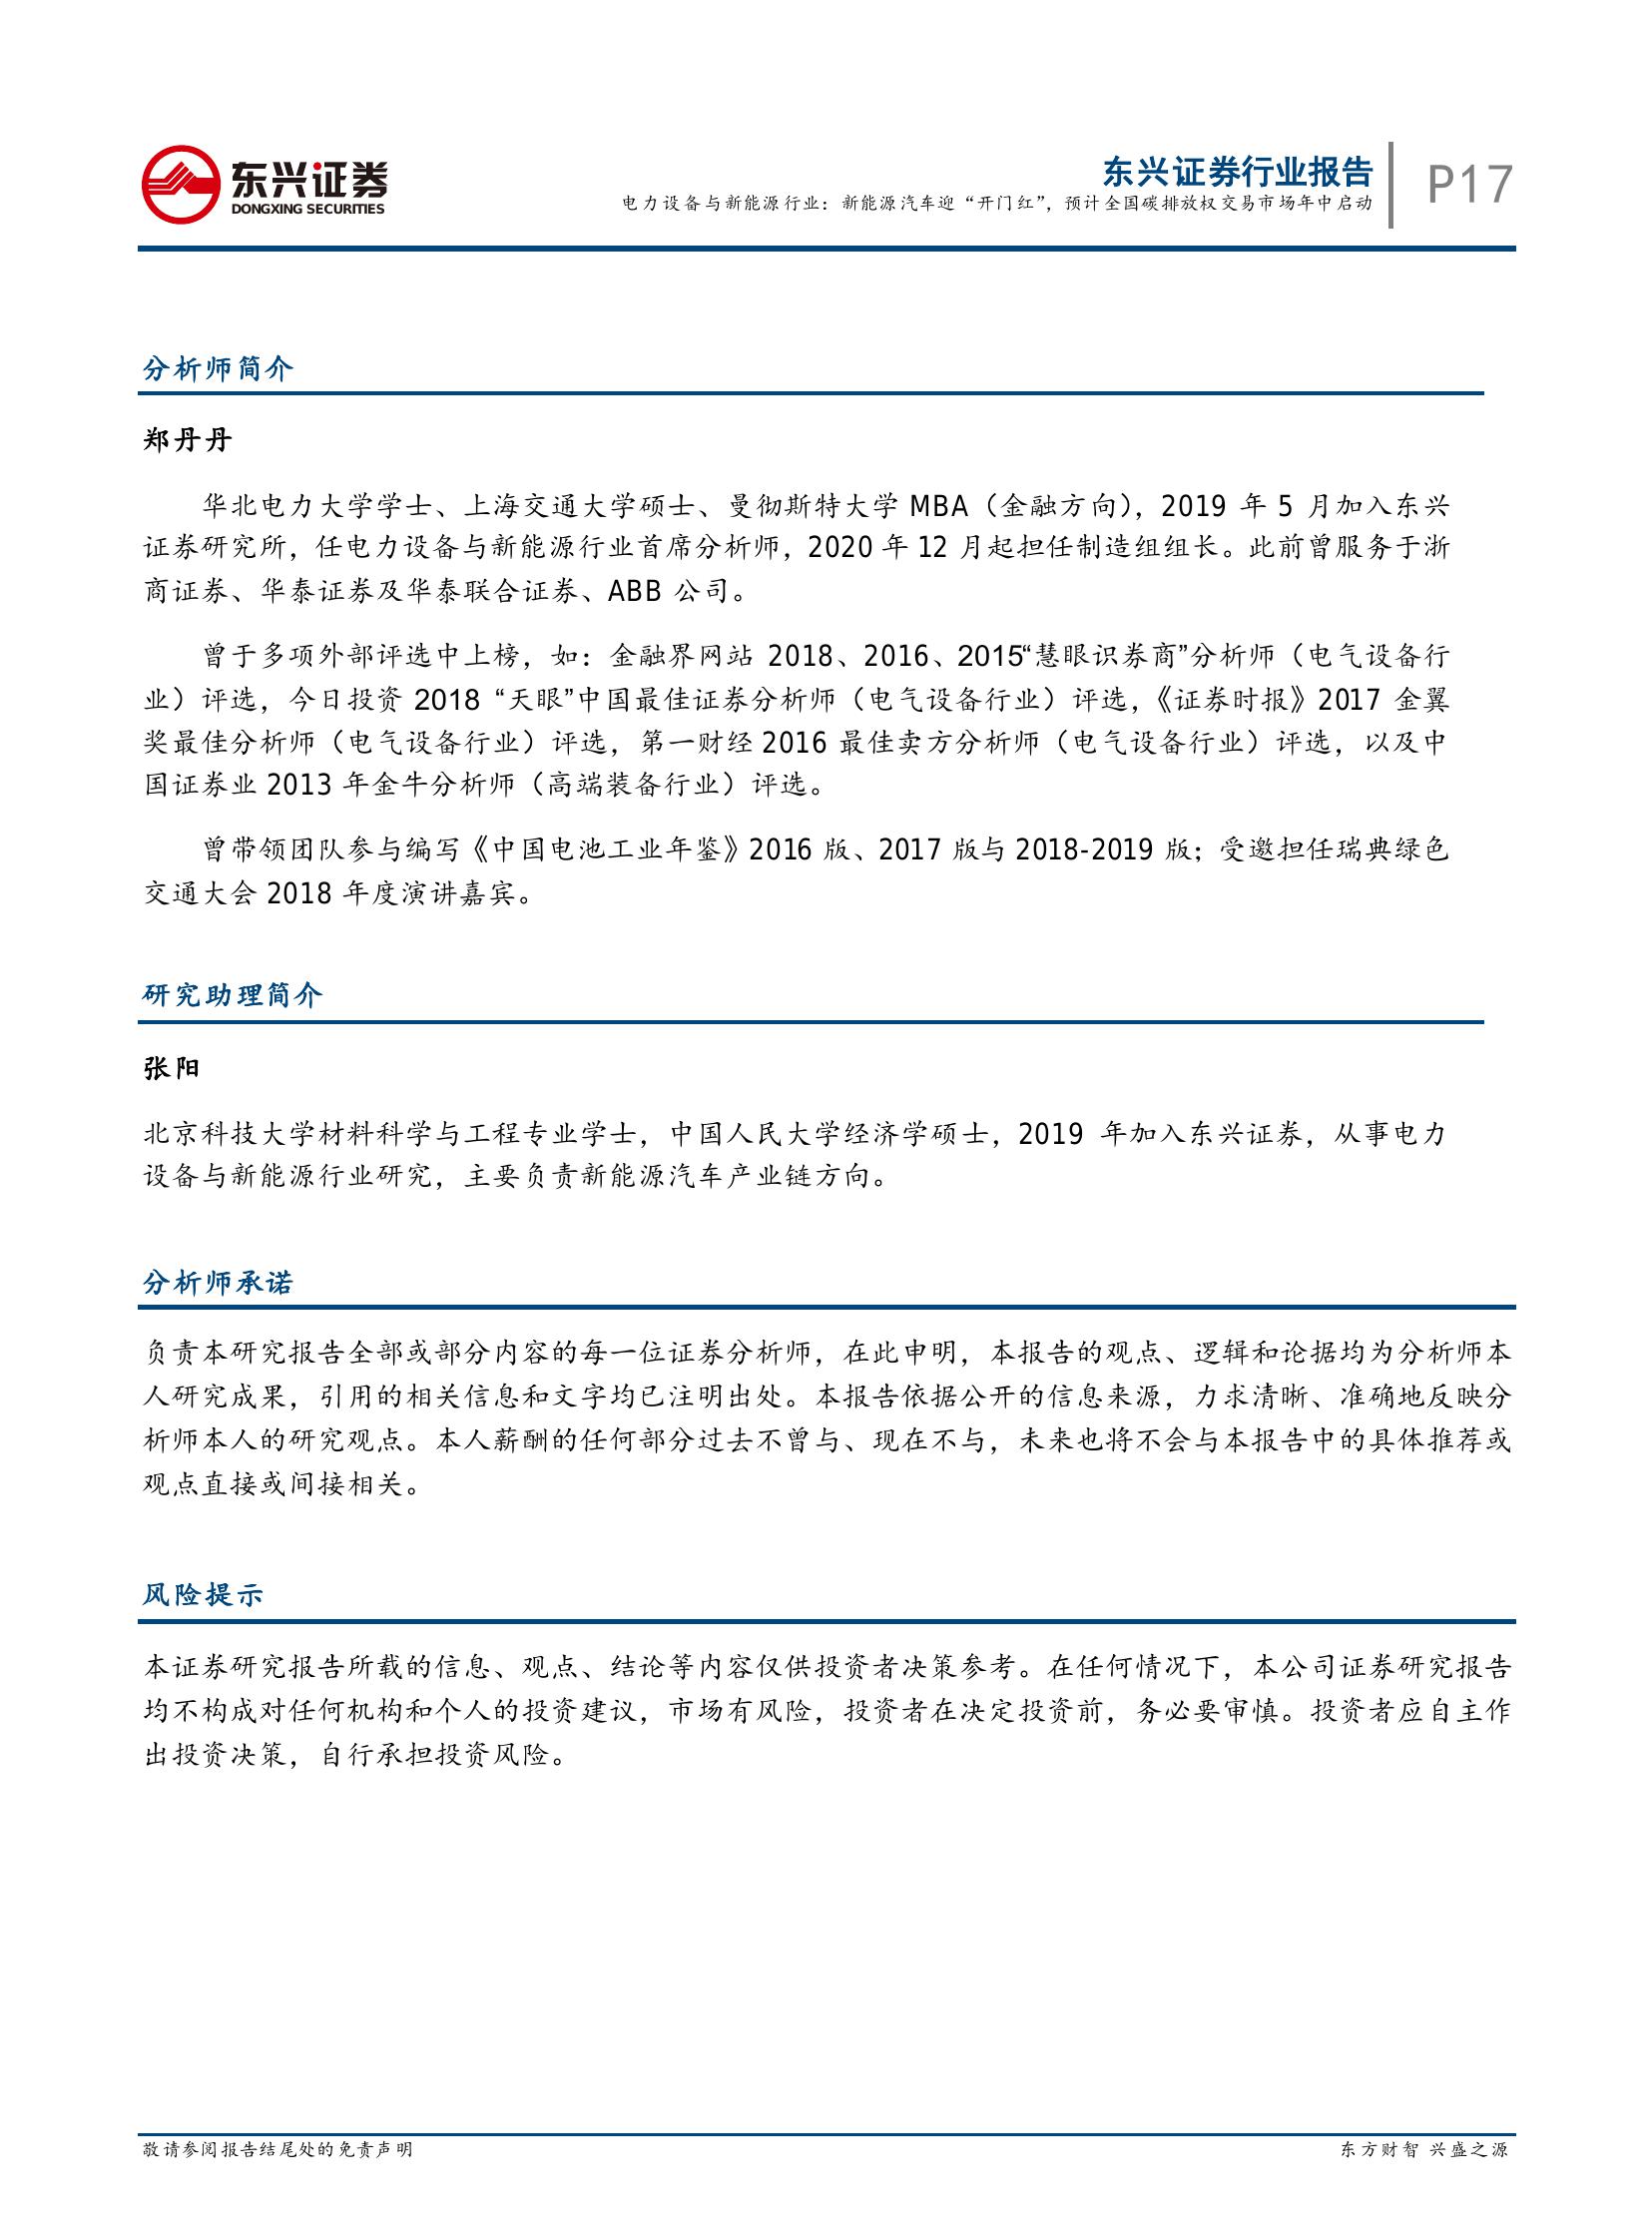 东兴证券
DONGXING SECURITIES
东兴证券行业报告
电力设备与新能源行业：新能源汽车迎“开门红”，预计全国碳排放权交易市场年中启动
P17
分析师简介
郑丹丹
华北电力大学学士、上海交通大学硕士、曼彻斯特大学 MBA（金融方向），2019 年 5 月加入东兴
证券研究所，任电力设备与新能源行业首席分析师，2020 年 12 月起担任制造组组长。此前曾服务于浙
商证券、华泰证券及华泰联合证券、ABB 公司。
曾于多项外部评选中上榜，如：金融界网站 2018、2016、2015“慧眼识券商”分析师（电气设备行
业）评选，今日投资 2018 “天眼”中国最佳证券分析师（电气设备行业）评选，《证券时报》2017 金翼
奖最佳分析师（电气设备行业）评选，第一财经 2016 最佳卖方分析师（电气设备行业）评选，以及中
国证券业 2013 年金牛分析师（高端装备行业）评选。
曾带领团队参与编写《中国电池工业年鉴》2016 版、2017 版与 2018-2019 版；受邀担任瑞典绿色
交通大会 2018 年度演讲嘉宾。
研究助理简介
张阳
北京科技大学材料科学与工程专业学士，中国人民大学经济学硕士，2019 年加入东兴证券，从事电力
设备与新能源行业研究，主要负责新能源汽车产业链方向。
分析师承诺
负责本研究报告全部或部分内容的每一位证券分析师，在此申明，本报告的观点、逻辑和论据均为分析师本
人研究成果，引用的相关信息和文字均已注明出处。本报告依据公开的信息来源，力求清晰、准确地反映分
析师本人的研究观点。本人薪酬的任何部分过去不曾与、现在不与，未来也将不会与本报告中的具体推荐或
观点直接或间接相关。
风险提示
本证券研究报告所载的信息、观点、结论等内容仅供投资者决策参考。在任何情况下，本公司证券研究报告
均不构成对任何机构和个人的投资建议，市场有风险，投资者在决定投资前，务必要审慎。投资者应自主作
出投资决策，自行承担投资风险。
敬请参阅报告结尾处的免责声明
东方财智 兴盛之源